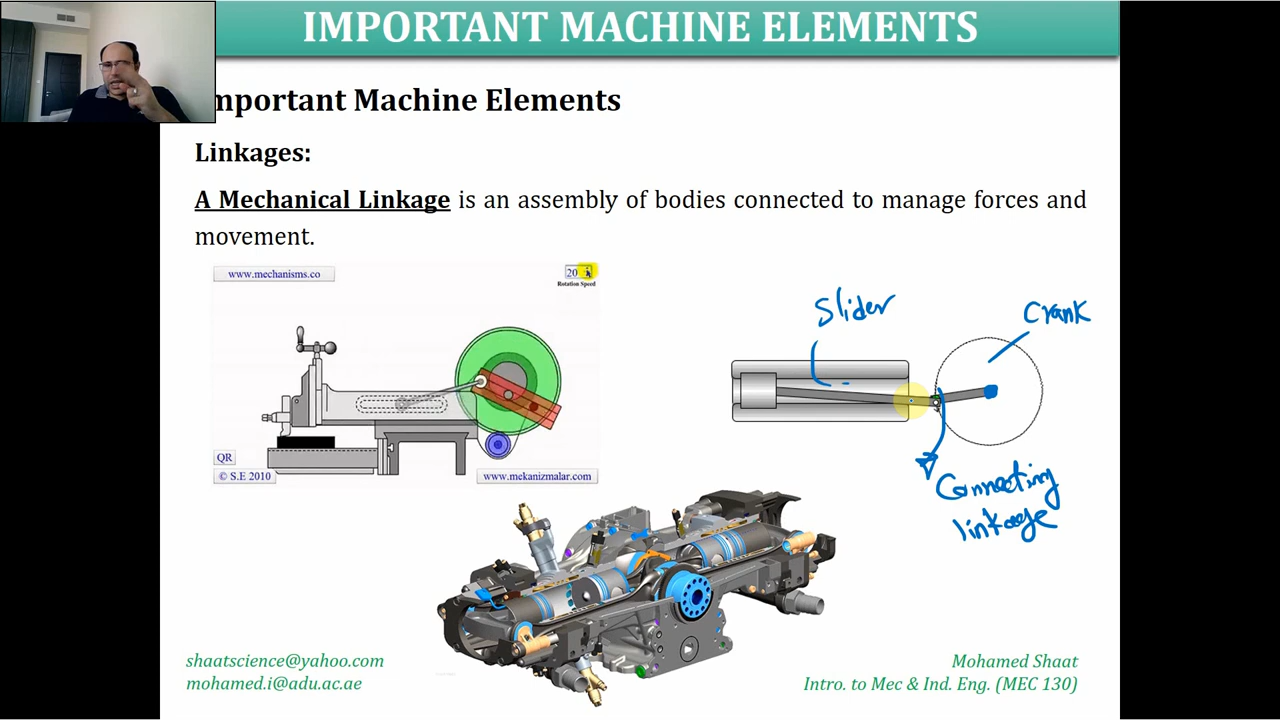 IMPORTANT MACHINE ELEMENTS
mportant Machine Elements
Linkages:
A Mechanical Linkage is an assembly of bodies connected to manage forces and
movement.
www.mechanisms.co
20
Rotation Speed
QR
© S.E 2010
www.mekanizmalar.com
Slider
Crank
Connecting
linkage
shaatscience@yahoo.com
mohamed.i@adu.ac.ae
Mohamed Shaat
Intro. to Mec & Ind. Eng. (MEC 130)